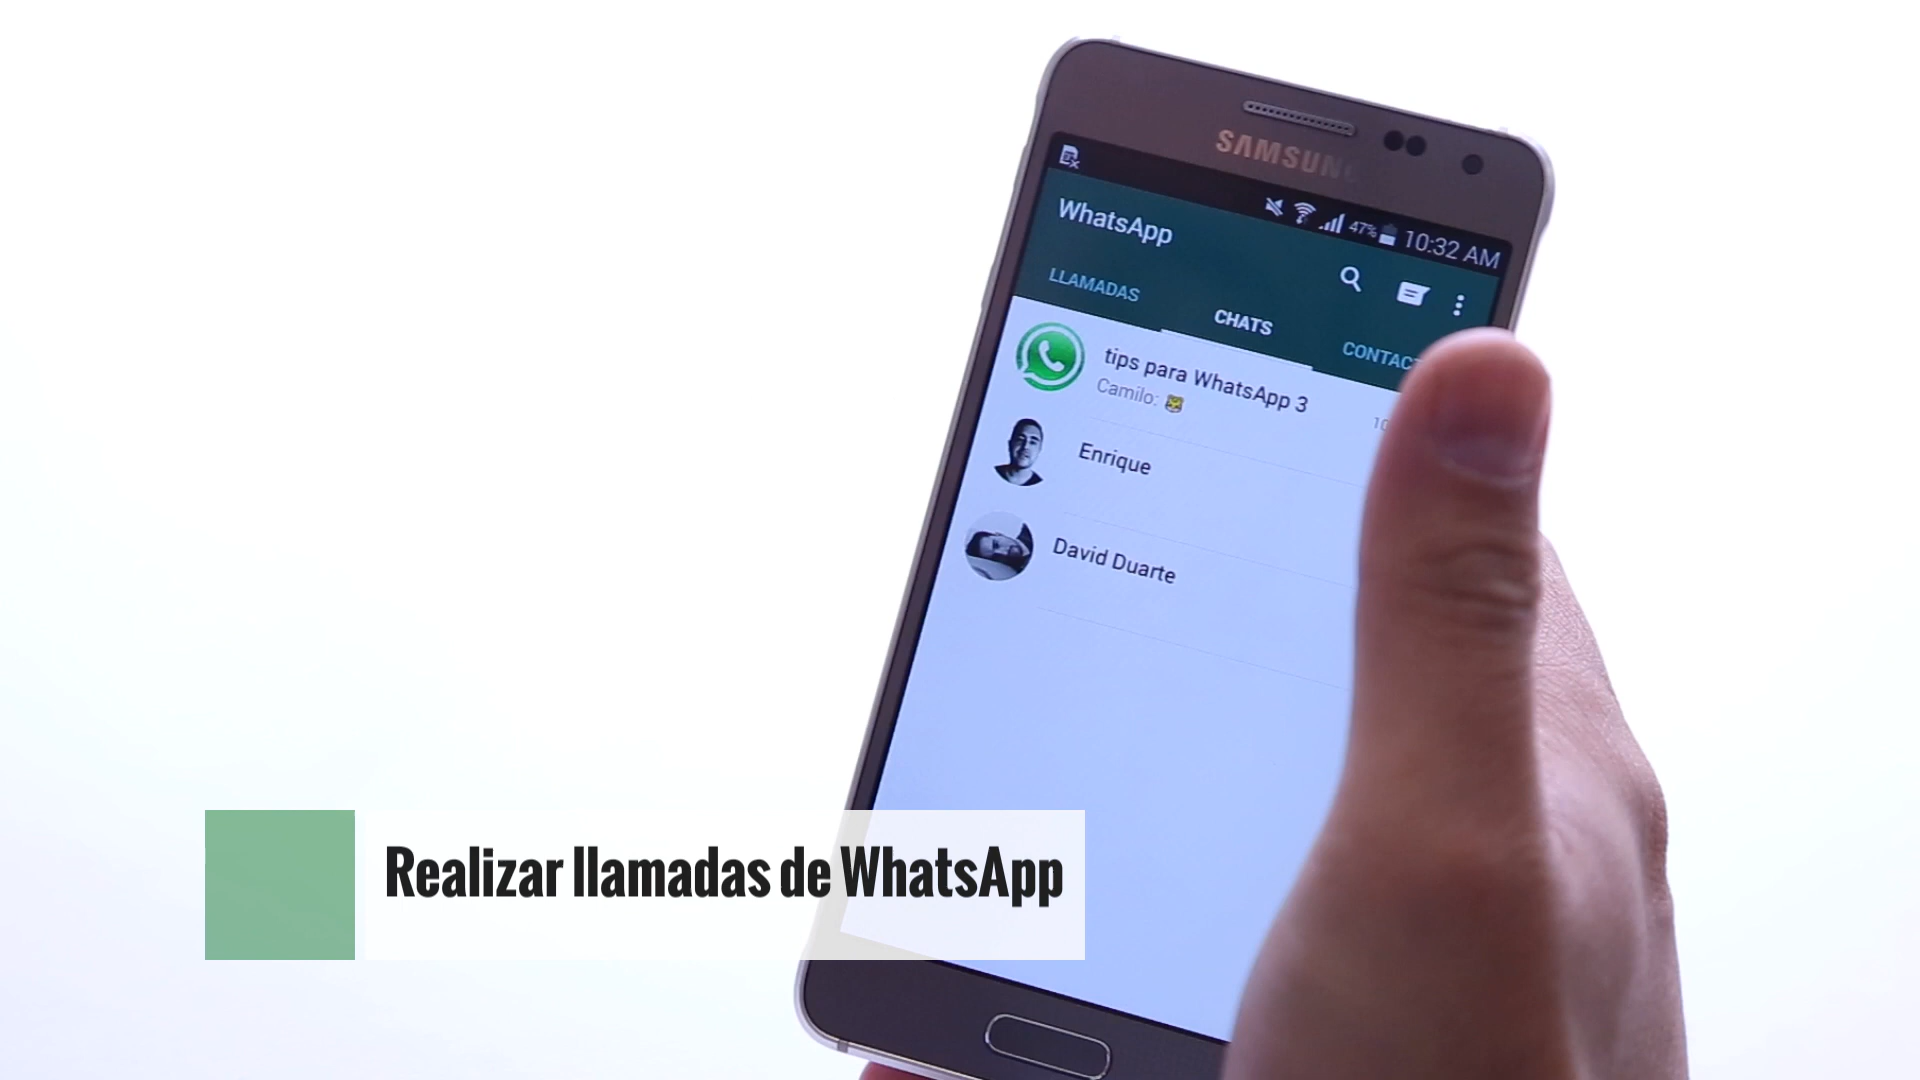 SAMSUNG
47% 10:32 AM
WhatsApp
LLAMADAS
CHATS
tips para WhatsApp 3
Camilo: 🐯
Enrique
David Duarte
Realizar llamadas de WhatsApp